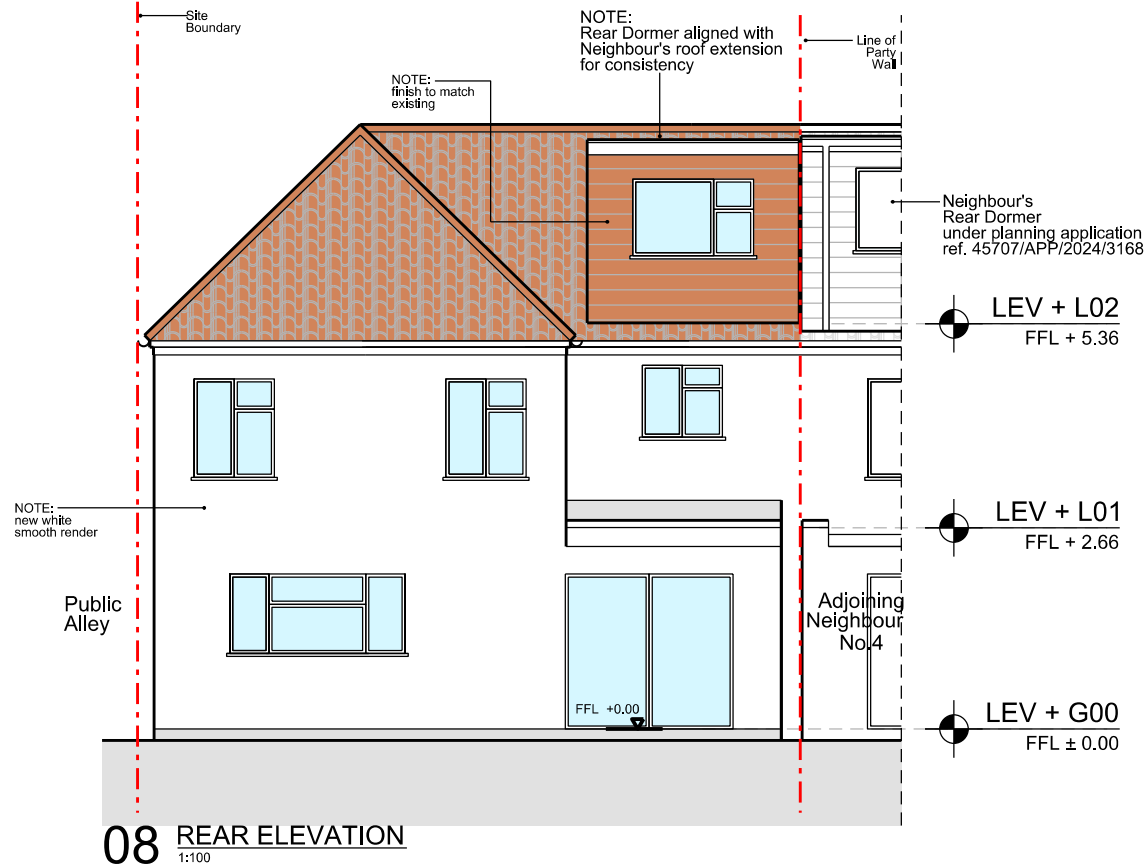 Site
Boundary
NOTE:
Rear Dormer aligned with
Neighbour's roof extension
for consistency
Line of
Party
Wall
NOTE:
finish to match
existing
Neighbour's
Rear Dormer
under planning application
ref. 45707/APP/2024/3168
LEV + L02
FFL + 5.36
NOTE:
new white
smooth render
LEV + L01
FFL + 2.66
Public
Alley
Adjoining
Neighbour
No.4
FFL +0.00
LEV + G00
FFL ± 0.00
08 REAR ELEVATION
1:100